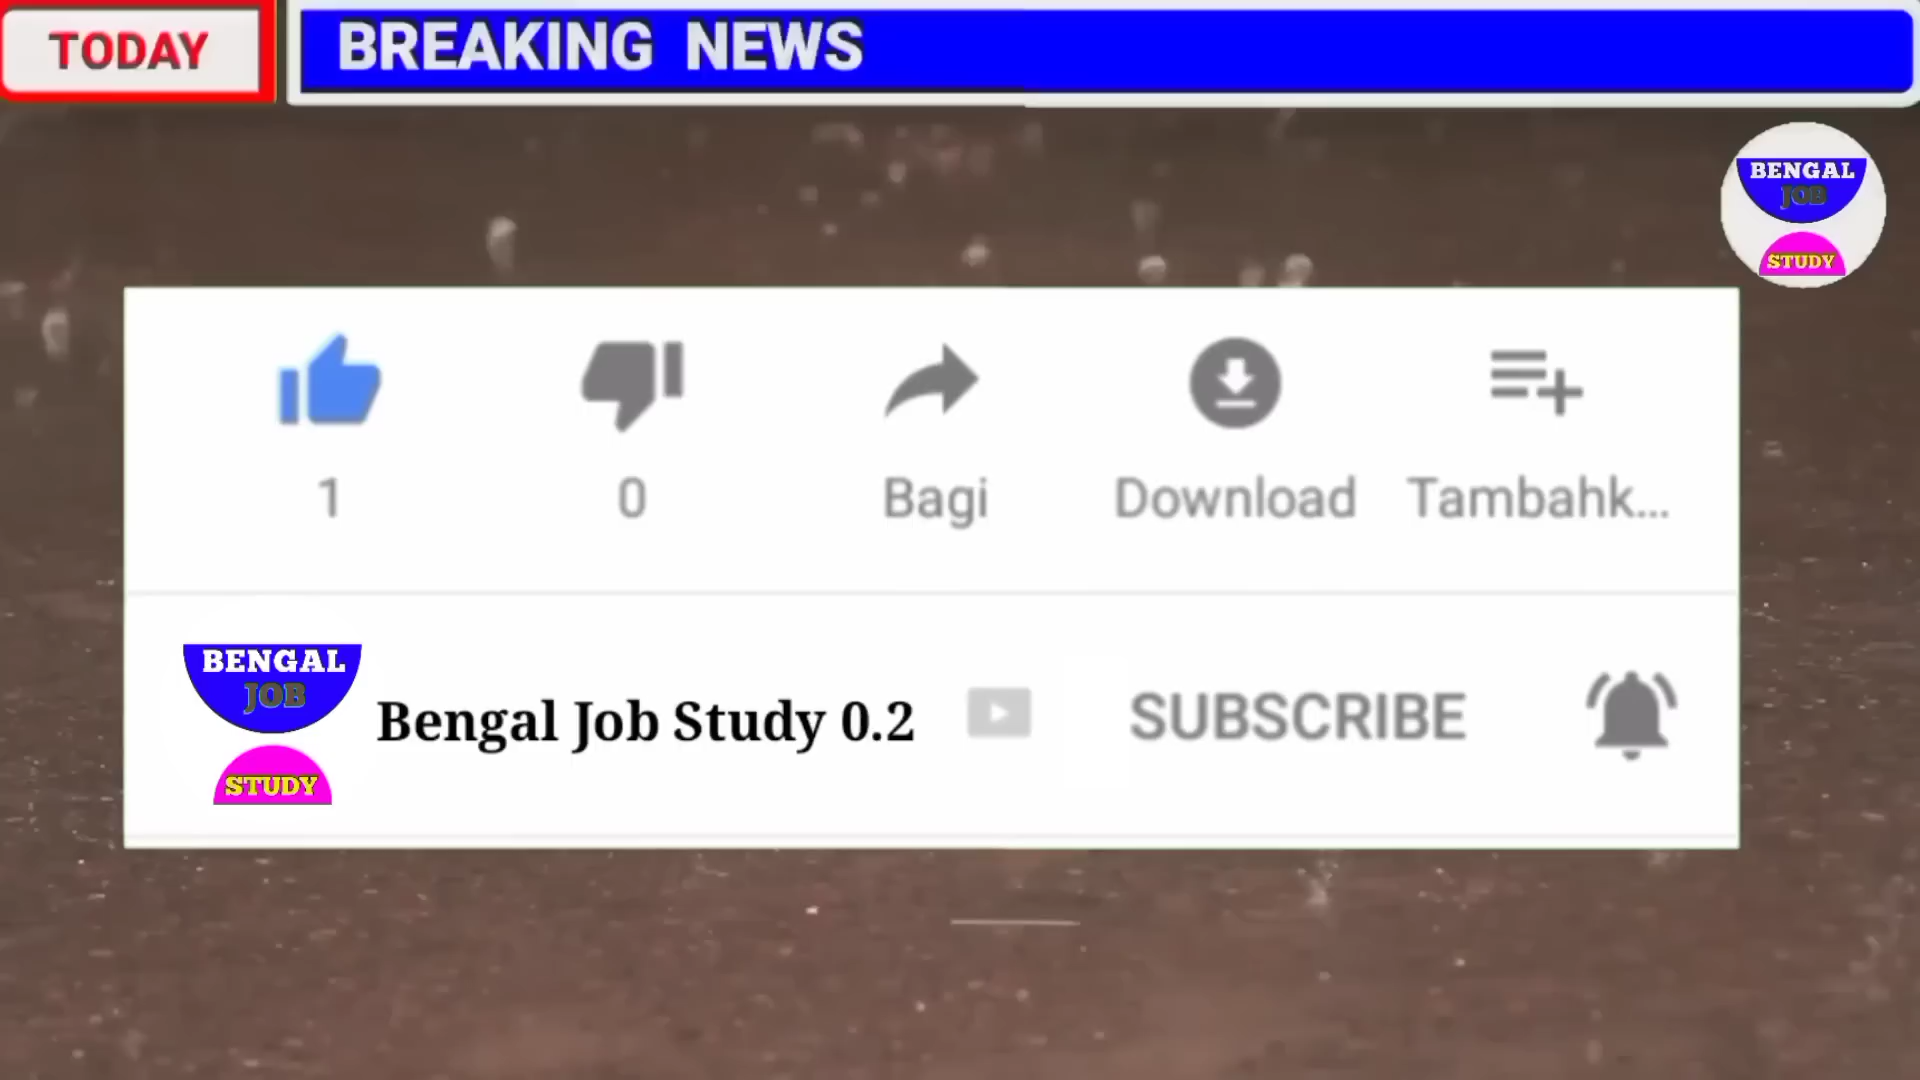 TODAY
BREAKING NEWS
BENGAL
JOB
STUDY
1
0
Bagi
Download
Tambahk...
BENGAL
JOB
STUDY
Bengal Job Study 0.2
SUBSCRIBE